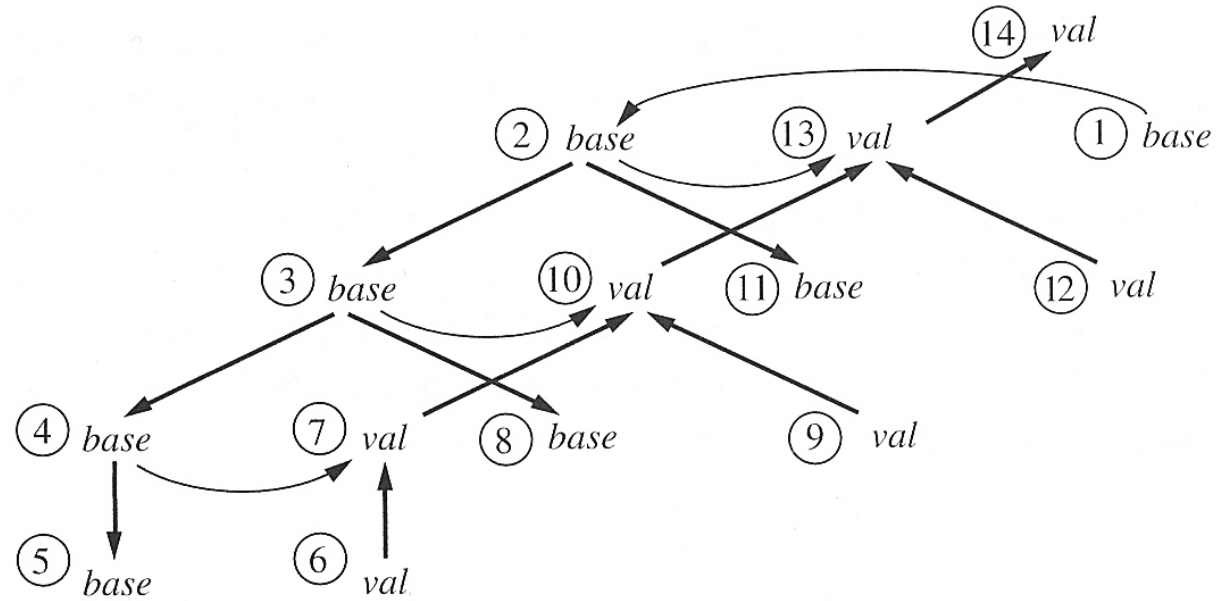 14 val
2 base 13 val 1 base
3 base 10 val 11 base 12 val
4 base 7 val 8 base 9 val
5 base 6 val